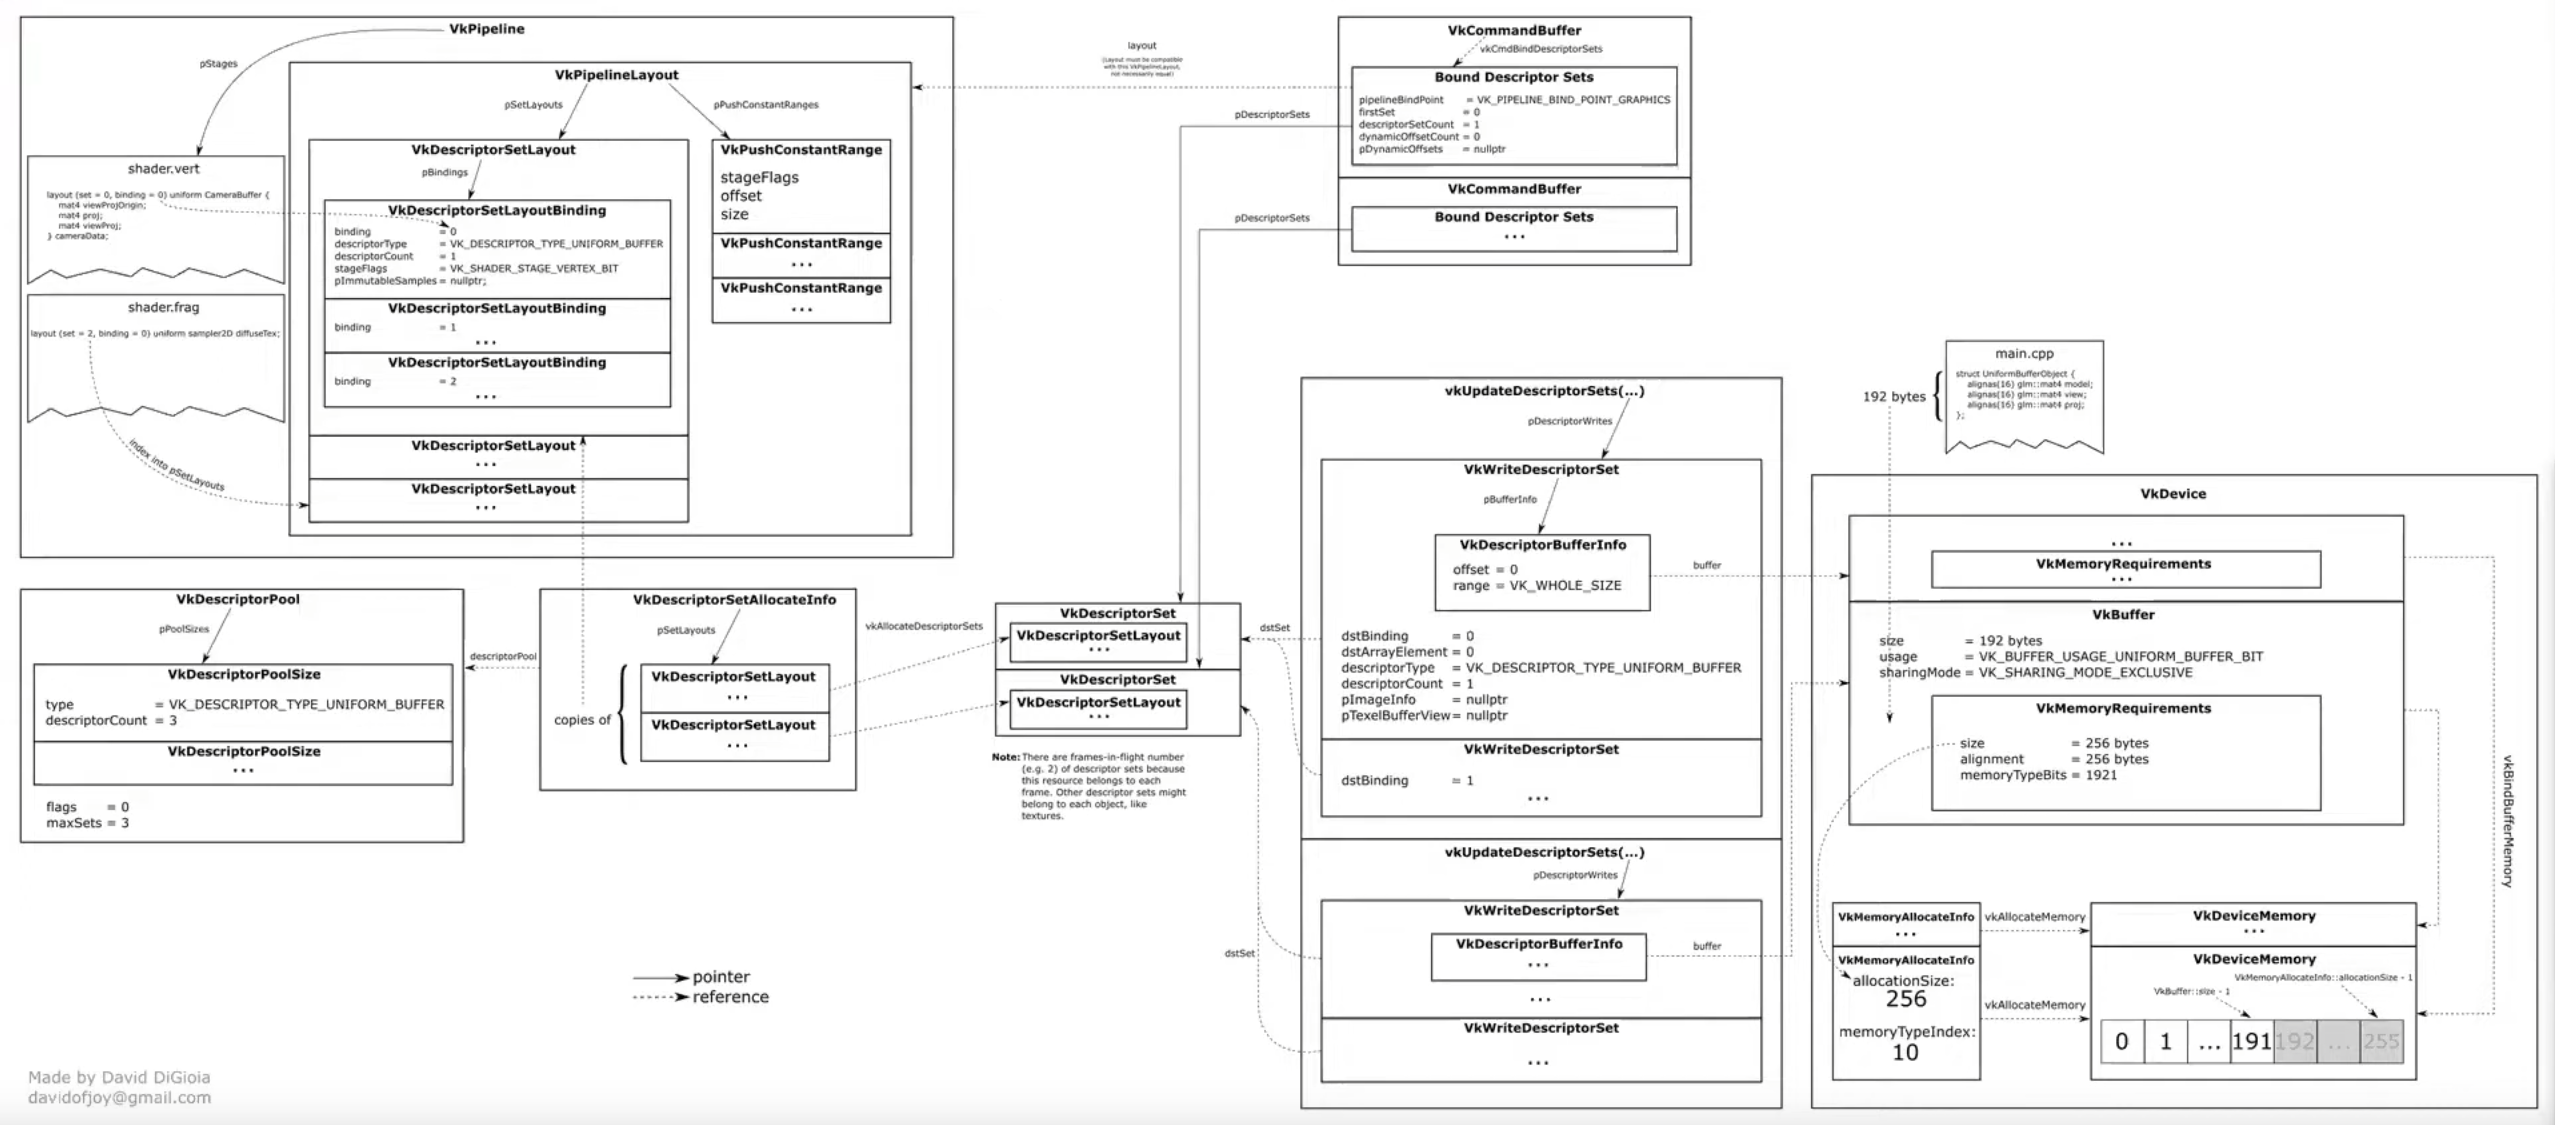 VkPipeline
pStages
VkPipelineLayout
pSetLayouts
pPushConstantRanges
shader.vert
layout (set = 0, binding = 0) uniform CameraBuffer {
mat4 viewProjOrigin;
mat4 proj;
mat4 viewProj;
} cameraData;
shader.frag
layout (set = 2, binding = 0) uniform sampler2D diffuseTex;
index into pSetLayouts
VkDescriptorSetLayout
pBindings
VkDescriptorSetLayoutBinding
binding = 0
descriptorType = VK_DESCRIPTOR_TYPE_UNIFORM_BUFFER
descriptorCount = 1
stageFlags = VK_SHADER_STAGE_VERTEX_BIT
pImmutableSamples = nullptr;
VkDescriptorSetLayoutBinding
binding = 1
...
VkDescriptorSetLayoutBinding
binding = 2
...
VkDescriptorSetLayout
...
VkDescriptorSetLayout
...
VkPushConstantRange
stageFlags
offset
size
VkPushConstantRange
...
VkPushConstantRange
...
layout
(Layout must be compatible
with this VkPipelineLayout,
not necessarily equal)
VkCommandBuffer
vkCmdBindDescriptorSets
Bound Descriptor Sets
pipelineBindPoint = VK_PIPELINE_BIND_POINT_GRAPHICS
firstSet = 0
descriptorSetCount = 1
dynamicOffsetCount = 0
pDynamicOffsets = nullptr
pDescriptorSets
VkCommandBuffer
Bound Descriptor Sets
...
pDescriptorSets
VkDescriptorPool
pPoolSizes
VkDescriptorPoolSize
type = VK_DESCRIPTOR_TYPE_UNIFORM_BUFFER
descriptorCount = 3
VkDescriptorPoolSize
...
flags = 0
maxSets = 3
descriptorPool
VkDescriptorSetAllocateInfo
pSetLayouts
copies of
VkDescriptorSetLayout
...
VkDescriptorSetLayout
...
vkAllocateDescriptorSets
VkDescriptorSet
VkDescriptorSetLayout
...
VkDescriptorSet
VkDescriptorSetLayout
...
Note: There are frames-in-flight number
(e.g. 2) of descriptor sets because
this resource belongs to each
frame. Other descriptor sets might
belong to each object, like
textures.
dstSet
dstSet
vkUpdateDescriptorSets(...)
pDescriptorWrites
VkWriteDescriptorSet
pBufferInfo
VkDescriptorBufferInfo
offset = 0
range = VK_WHOLE_SIZE
buffer
dstBinding = 0
dstArrayElement = 0
descriptorType = VK_DESCRIPTOR_TYPE_UNIFORM_BUFFER
descriptorCount = 1
pImageInfo = nullptr
pTexelBufferView = nullptr
VkWriteDescriptorSet
dstBinding = 1
...
vkUpdateDescriptorSets(...)
pDescriptorWrites
VkWriteDescriptorSet
VkDescriptorBufferInfo
...
buffer
...
VkWriteDescriptorSet
...
192 bytes
main.cpp
struct UniformBufferObject {
alignas(16) glm::mat4 model;
alignas(16) glm::mat4 view;
alignas(16) glm::mat4 proj;
};
VkDevice
...
VkMemoryRequirements
...
VkBuffer
size = 192 bytes
usage = VK_BUFFER_USAGE_UNIFORM_BUFFER_BIT
sharingMode = VK_SHARING_MODE_EXCLUSIVE
VkMemoryRequirements
size = 256 bytes
alignment = 256 bytes
memoryTypeBits = 1921
vkBindBufferMemory
VkMemoryAllocateInfo
...
vkAllocateMemory
VkMemoryAllocateInfo
allocationSize:
256
memoryTypeIndex:
10
vkAllocateMemory
VkDeviceMemory
...
VkDeviceMemory
VkMemoryAllocateInfo::allocationSize - 1
VkBuffer::size - 1
0 1 ... 191 192 ... 255
pointer
reference
Made by David DiGioia
davidofjoy@gmail.com